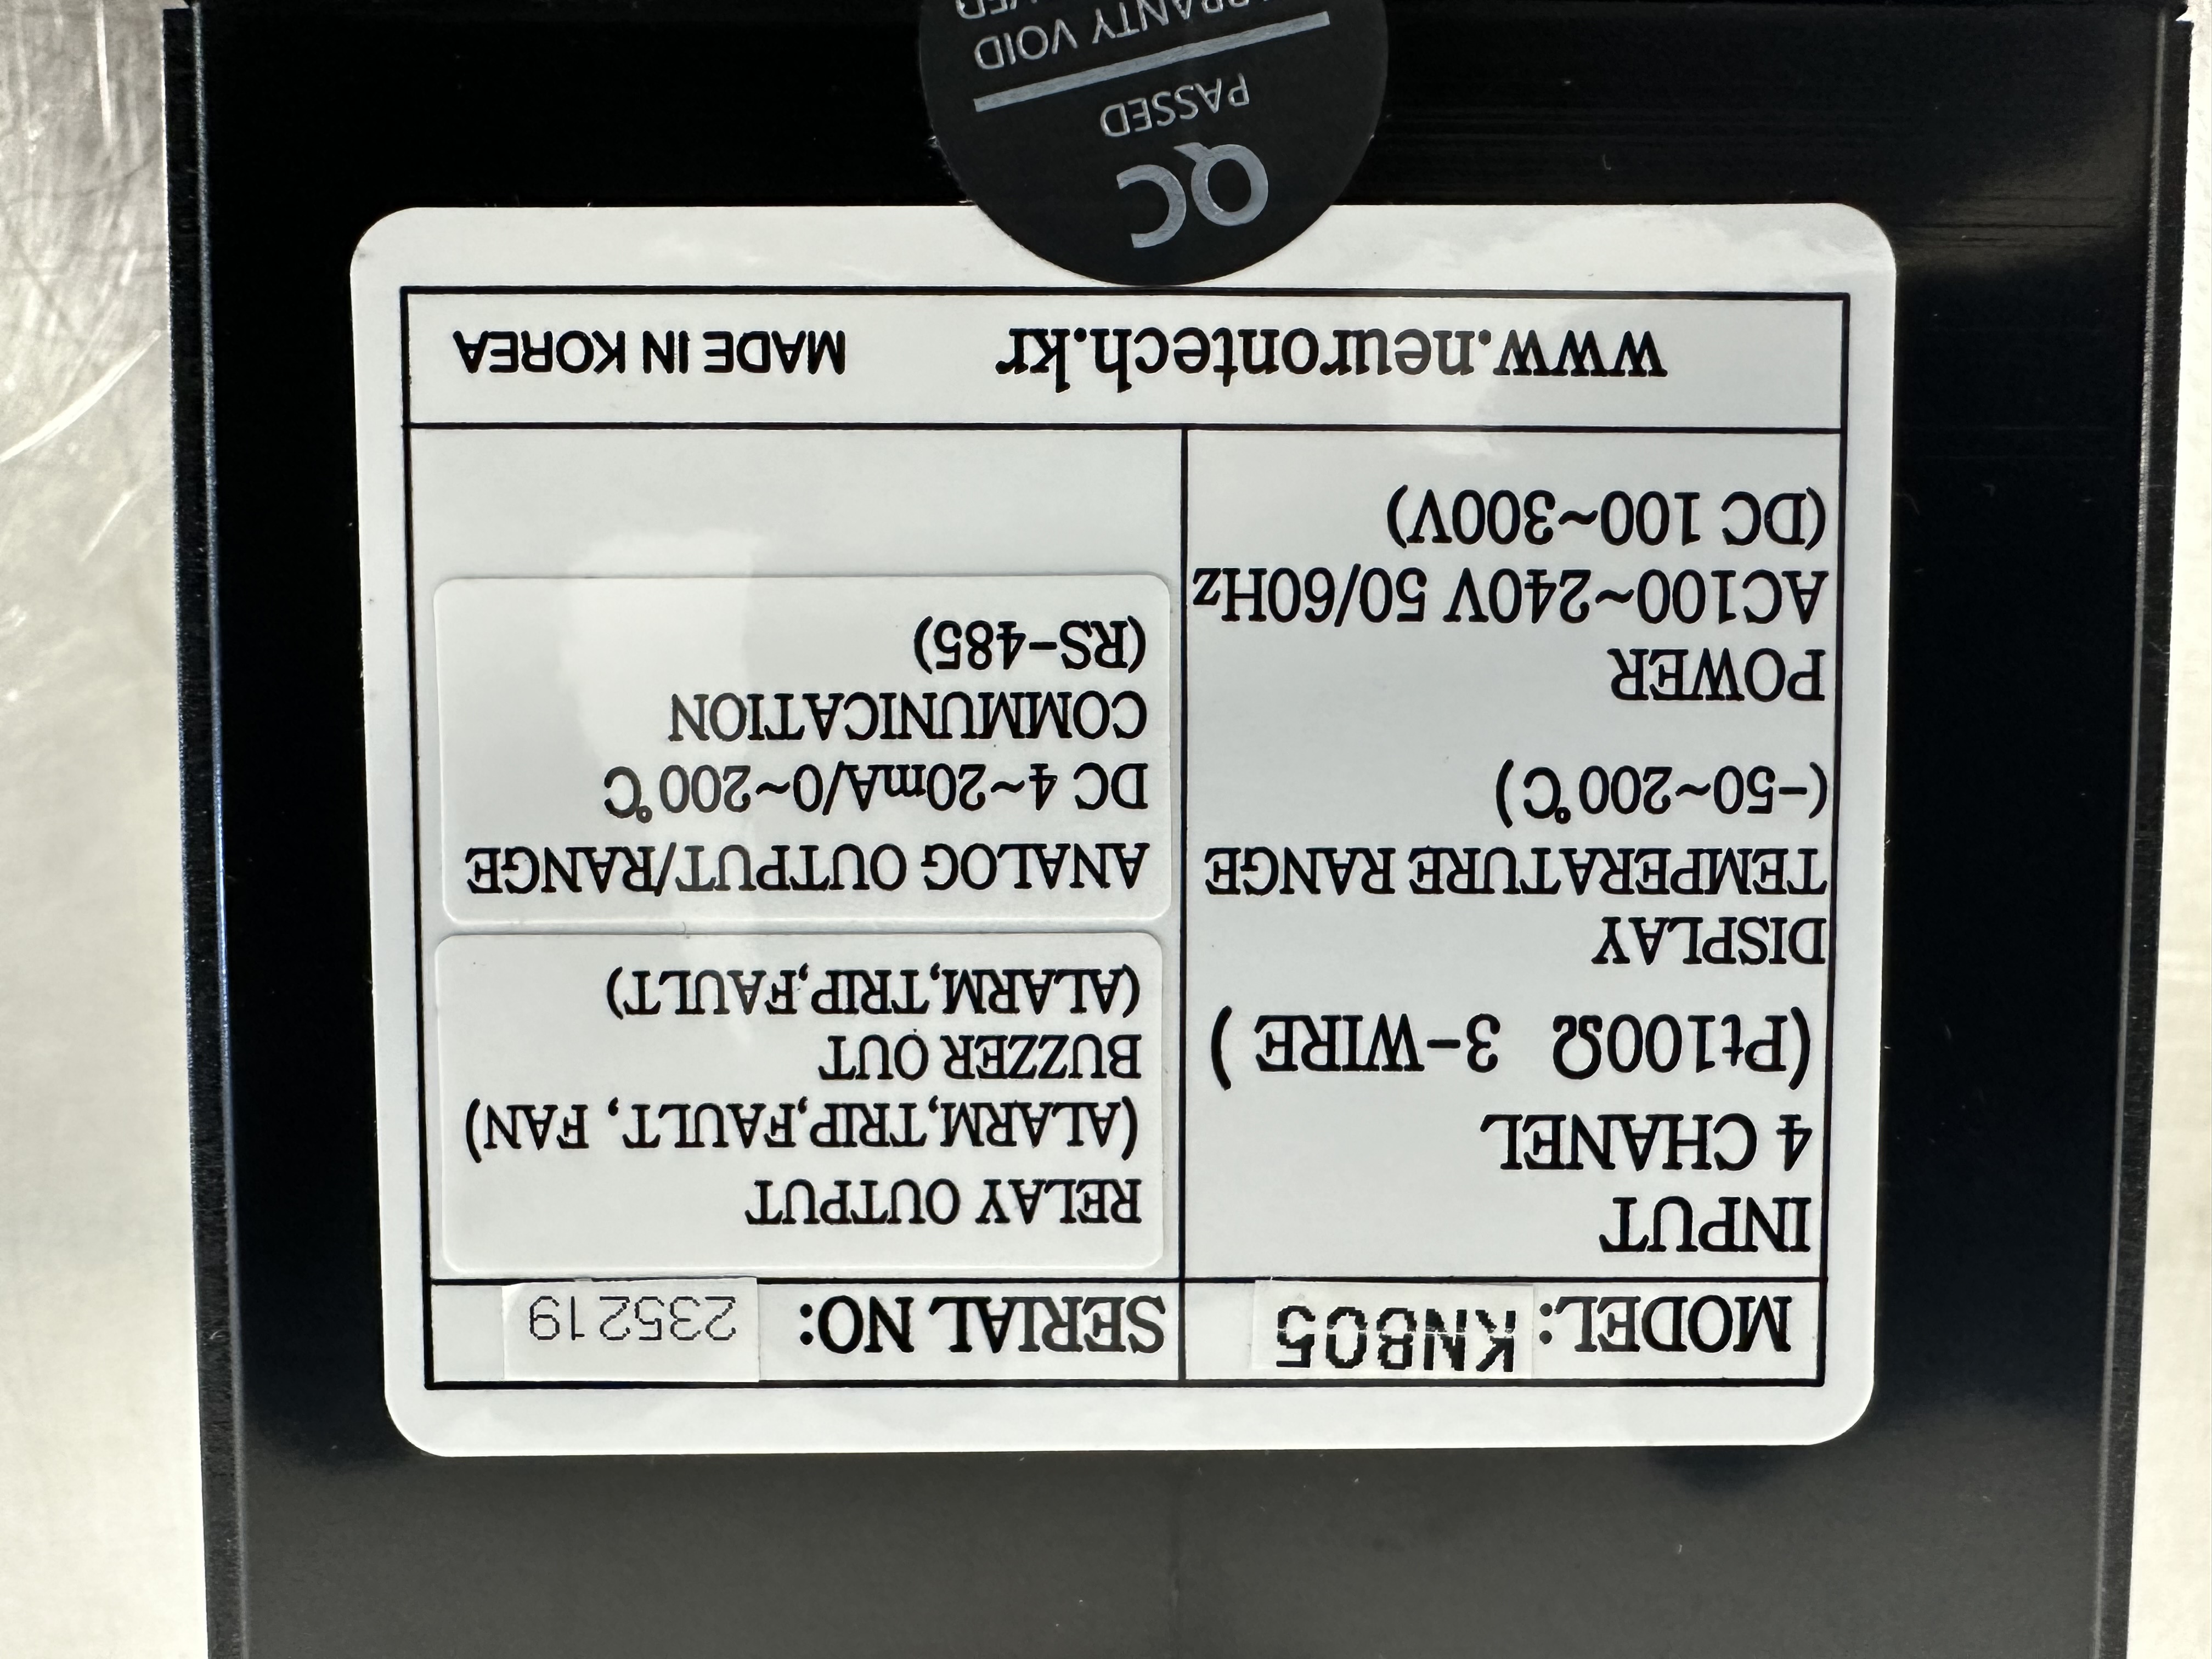 MODEL: KN805
SERIAL NO: 235219
INPUT
4 CHANEL
(Pt100Ω 3-WIRE )
DISPLAY
TEMPERATURE RANGE
(-50~200℃)
POWER
AC100~240V 50/60Hz
(DC 100~300V)
RELAY OUTPUT
(ALARM,TRIP,FAULT, FAN)
BUZZER OUT
(ALARM,TRIP,FAULT)
ANALOG OUTPUT/RANGE
DC 4~20mA/0~200℃
COMMUNICATION
(RS-485)
www.neurontech.kr
MADE IN KOREA
QC
PASSED
VOID